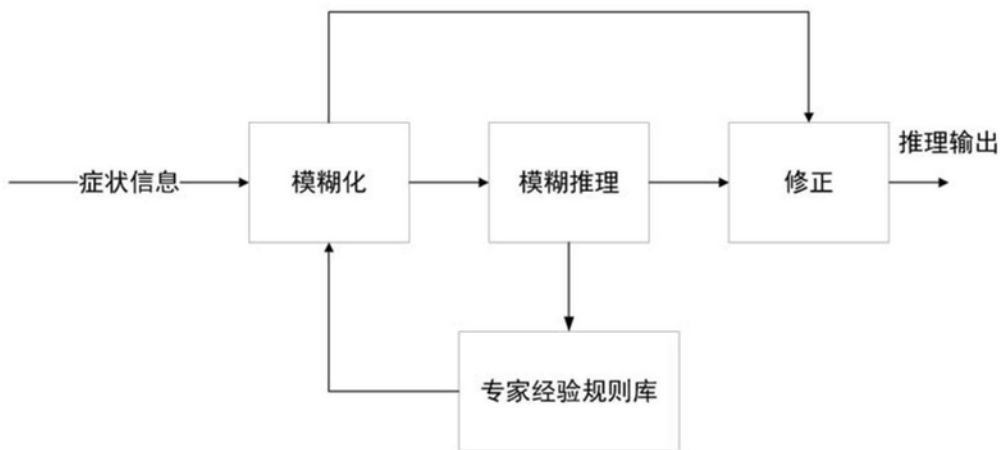 症状信息
模糊化
模糊推理
修正
推理输出
专家经验规则库